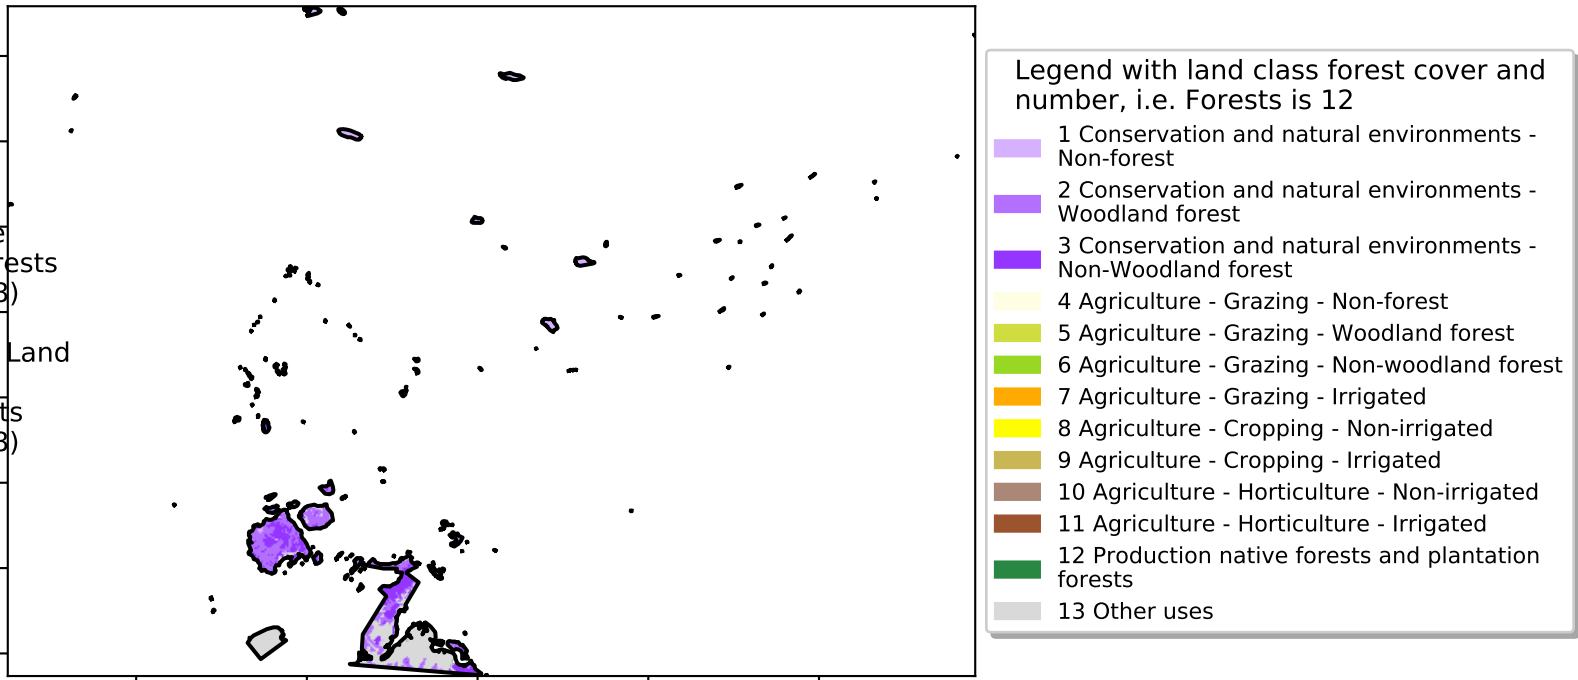 ests
3)
Land
ts
3)
Legend with land class forest cover and
number, i.e. Forests is 12
1 Conservation and natural environments -
Non-forest
2 Conservation and natural environments -
Woodland forest
3 Conservation and natural environments -
Non-Woodland forest
4 Agriculture - Grazing - Non-forest
5 Agriculture - Grazing - Woodland forest
6 Agriculture - Grazing - Non-woodland forest
7 Agriculture - Grazing - Irrigated
8 Agriculture - Cropping - Non-irrigated
9 Agriculture - Cropping - Irrigated
10 Agriculture - Horticulture - Non-irrigated
11 Agriculture - Horticulture - Irrigated
12 Production native forests and plantation
forests
13 Other uses